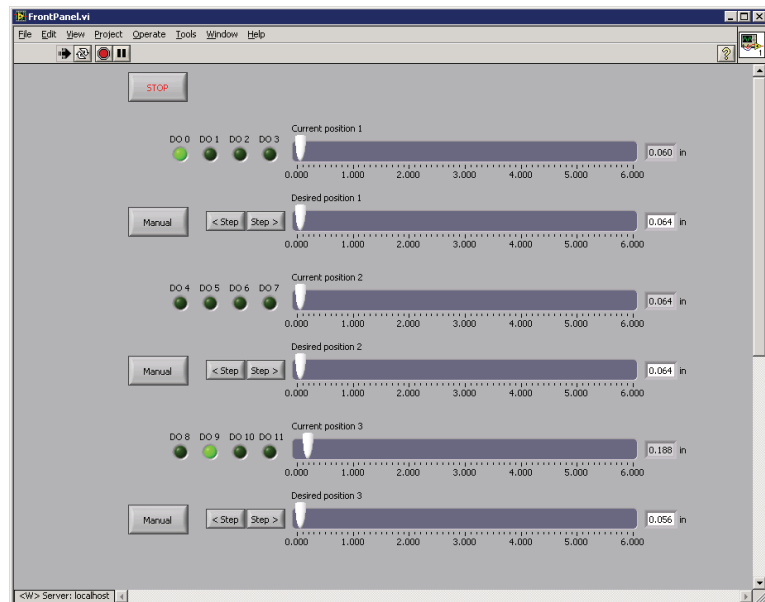 FrontPanel.vi
File Edit View Project Operate Tools Window Help
1
STOP
Current position 1
DO 0 DO 1 DO 2 DO 3
0.060 in
0.000 1.000 2.000 3.000 4.000 5.000 6.000
Desired position 1
Manual < Step Step > 0.064 in
0.000 1.000 2.000 3.000 4.000 5.000 6.000
Current position 2
DO 4 DO 5 DO 6 DO 7
0.064 in
0.000 1.000 2.000 3.000 4.000 5.000 6.000
Desired position 2
Manual < Step Step > 0.064 in
0.000 1.000 2.000 3.000 4.000 5.000 6.000
Current position 3
DO 8 DO 9 DO 10 DO 11
0.188 in
0.000 1.000 2.000 3.000 4.000 5.000 6.000
Desired position 3
Manual < Step Step > 0.056 in
0.000 1.000 2.000 3.000 4.000 5.000 6.000
<W> Server: localhost